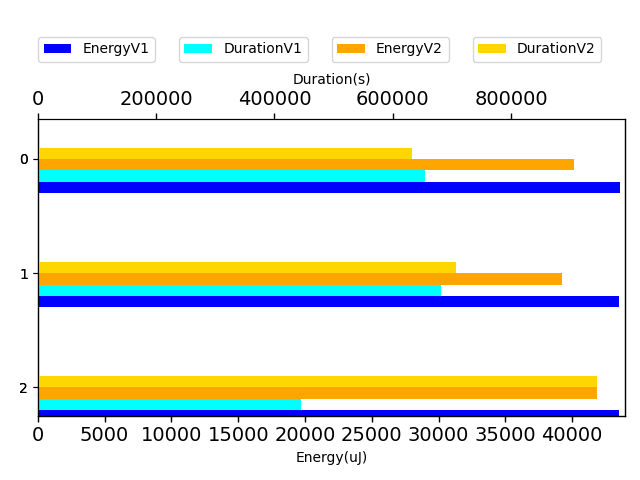 EnergyV1 DurationV1 EnergyV2 DurationV2
Duration(s)
0 200000 400000 600000 800000
0
1
2
0 5000 10000 15000 20000 25000 30000 35000 40000
Energy(uJ)